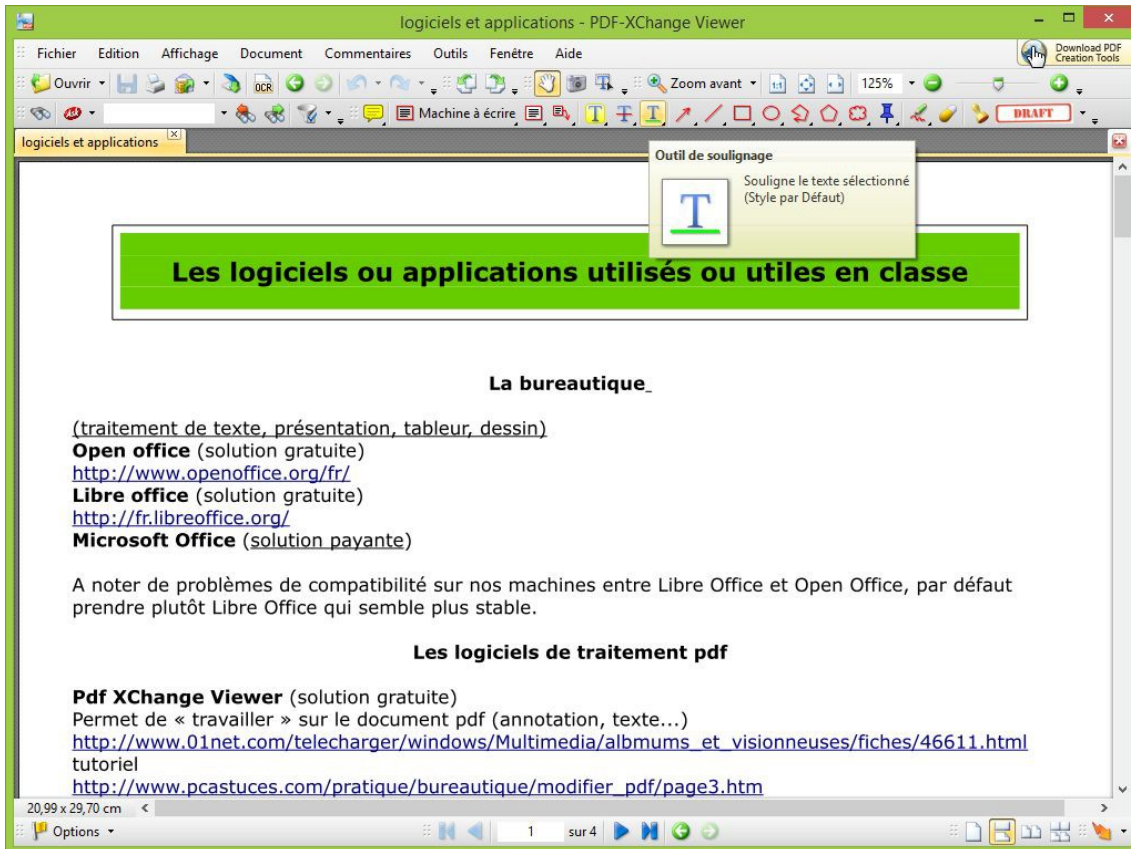 logiciels et applications - PDF-XChange Viewer
Fichier Edition Affichage Document Commentaires Outils Fenêtre Aide
Download PDF
Creation Tools
Ouvrir OCR Zoom avant 1:1 125%
Machine à écrire T T T DRAFT
logiciels et applications
Outil de soulignage
Souligne le texte sélectionné
(Style par Défaut)
T
Les logiciels ou applications utilisés ou utiles en classe
La bureautique
(traitement de texte, présentation, tableur, dessin)
Open office (solution gratuite)
http://www.openoffice.org/fr/
Libre office (solution gratuite)
http://fr.libreoffice.org/
Microsoft Office (solution payante)
A noter de problèmes de compatibilité sur nos machines entre Libre Office et Open Office, par défaut
prendre plutôt Libre Office qui semble plus stable.
Les logiciels de traitement pdf
Pdf XChange Viewer (solution gratuite)
Permet de « travailler » sur le document pdf (annotation, texte...)
http://www.01net.com/telecharger/windows/Multimedia/albmums_et_visionneuses/fiches/46611.html
tutoriel
http://www.pcastuces.com/pratique/bureautique/modifier_pdf/page3.htm
20,99 x 29,70 cm
Options 1 sur 4